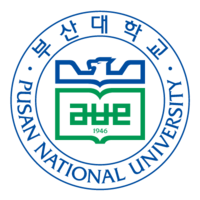 부산대학교
PUSAN NATIONAL UNIVERSITY
1946